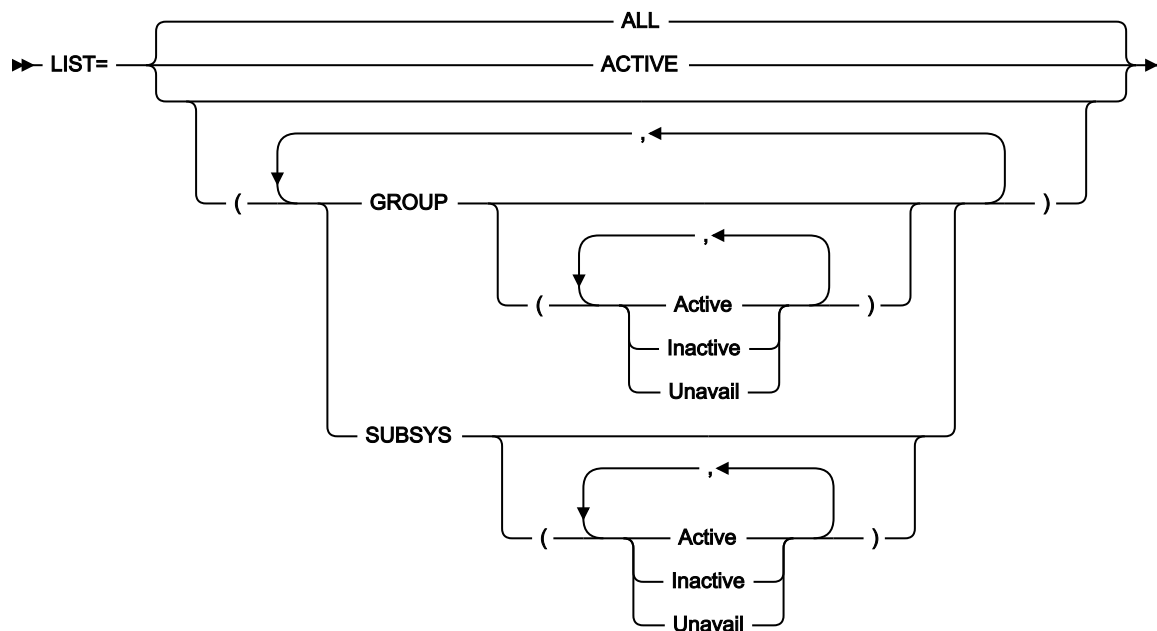 ALL
LIST= ACTIVE
,
( GROUP )
,
( Active )
Inactive
Unavail
SUBSYS
,
( Active )
Inactive
Unavail